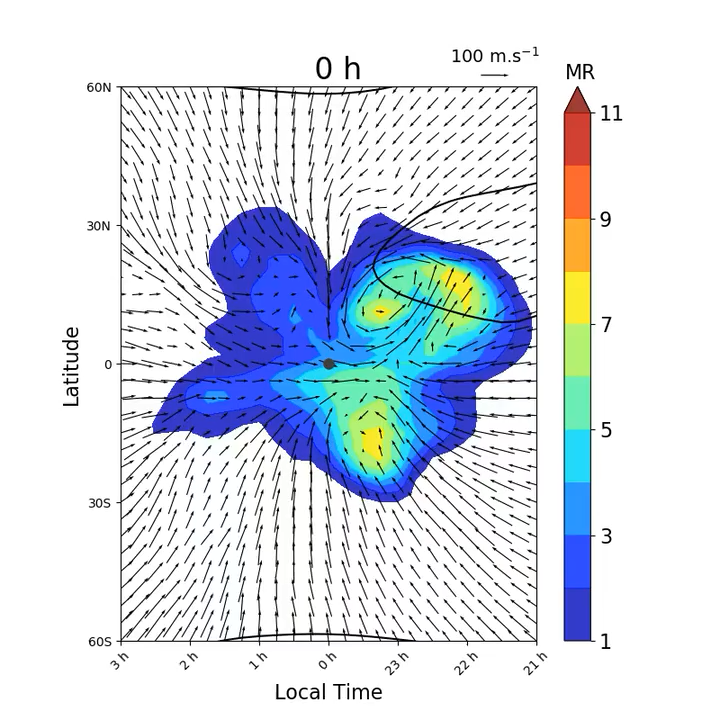 0 h
100 m.s⁻¹
MR
60N
30N
0
30S
60S
Latitude
3 h
2 h
1 h
0 h
23 h
22 h
21 h
Local Time
11
9
7
5
3
1